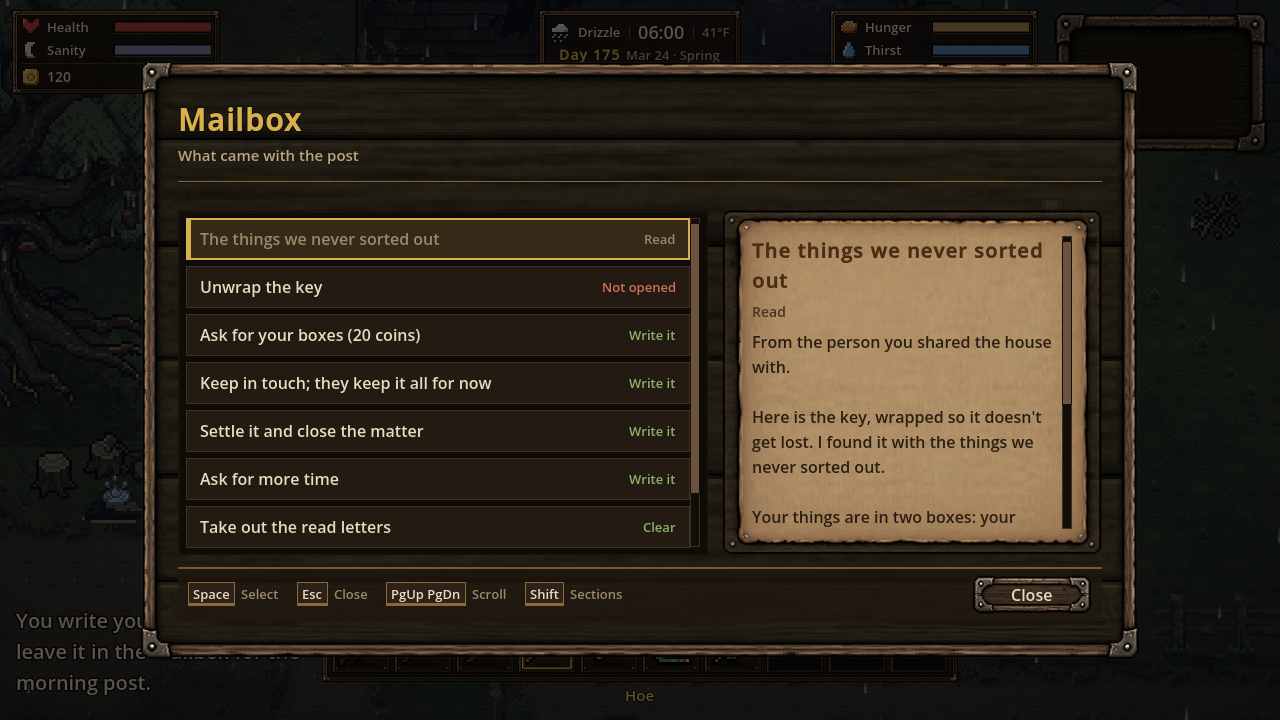 Health
Sanity
120
Drizzle 06:00 41°F
Day 175 Mar 24 · Spring
Hunger
Thirst
Mailbox
What came with the post
The things we never sorted out Read
Unwrap the key Not opened
Ask for your boxes (20 coins) Write it
Keep in touch; they keep it all for now Write it
Settle it and close the matter Write it
Ask for more time Write it
Take out the read letters Clear
The things we never sorted
out
Read
From the person you shared the house
with.
Here is the key, wrapped so it doesn't
get lost. I found it with the things we
never sorted out.
Your things are in two boxes: your
Space Select Esc Close PgUp PgDn Scroll Shift Sections
Close
You write
leave it in the mailbox for the
morning post.
Hoe